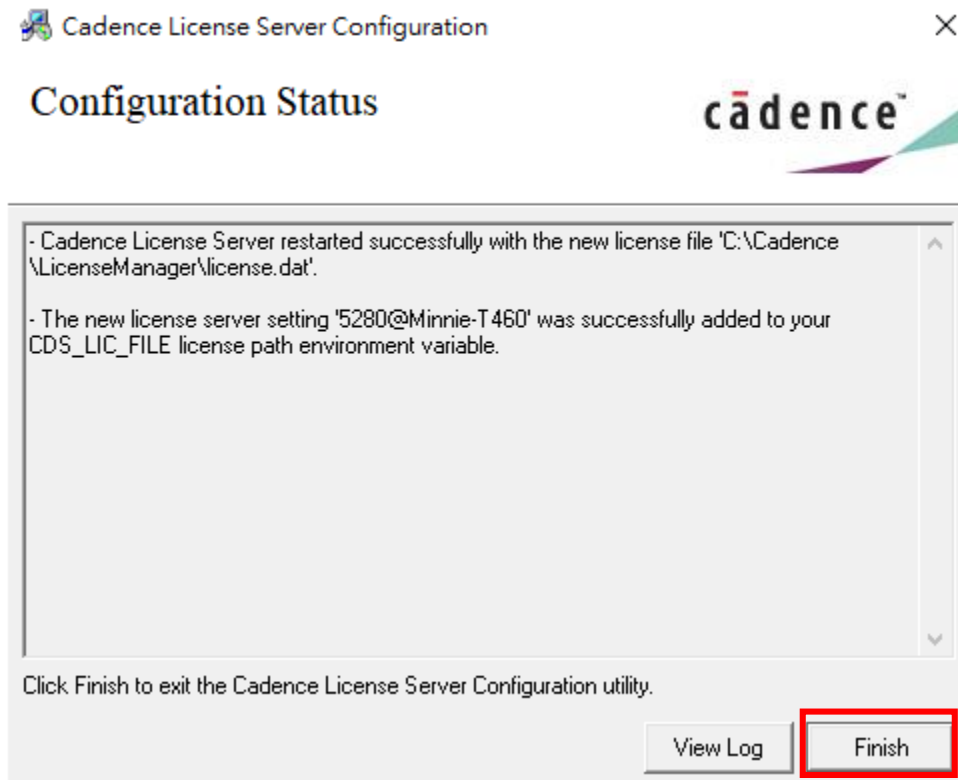 Cadence License Server Configuration
Configuration Status
cādence™
- Cadence License Server restarted successfully with the new license file 'C:\Cadence
\LicenseManager\license.dat'.
- The new license server setting '5280@Minnie-T460' was successfully added to your
CDS_LIC_FILE license path environment variable.
Click Finish to exit the Cadence License Server Configuration utility.
View Log
Finish